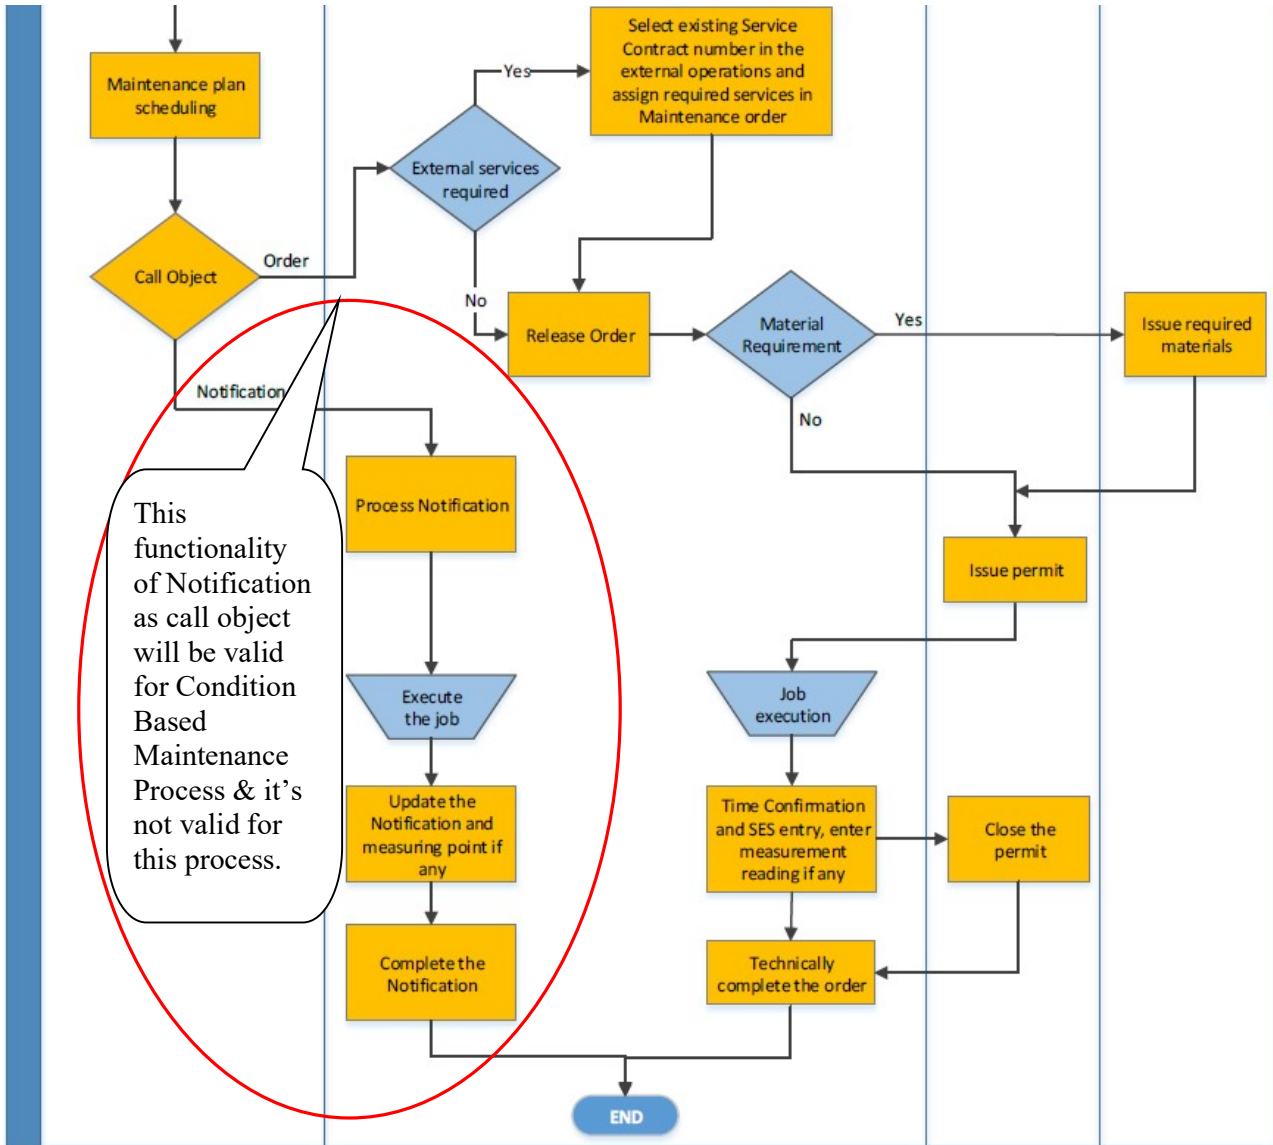 Maintenance plan
scheduling
Call Object
Order
Notification
External services
required
Yes
No
Select existing Service
Contract number in the
external operations and
assign required services in
Maintenance order
Release Order
Material
Requirement
Yes
No
Issue required
materials
Issue permit
This
functionality
of Notification
as call object
will be valid
for Condition
Based
Maintenance
Process & it’s
not valid for
this process.
Process Notification
Execute
the job
Update the
Notification and
measuring point if
any
Complete the
Notification
Job
execution
Time Confirmation
and SES entry, enter
measurement
reading if any
Close the
permit
Technically
complete the order
END